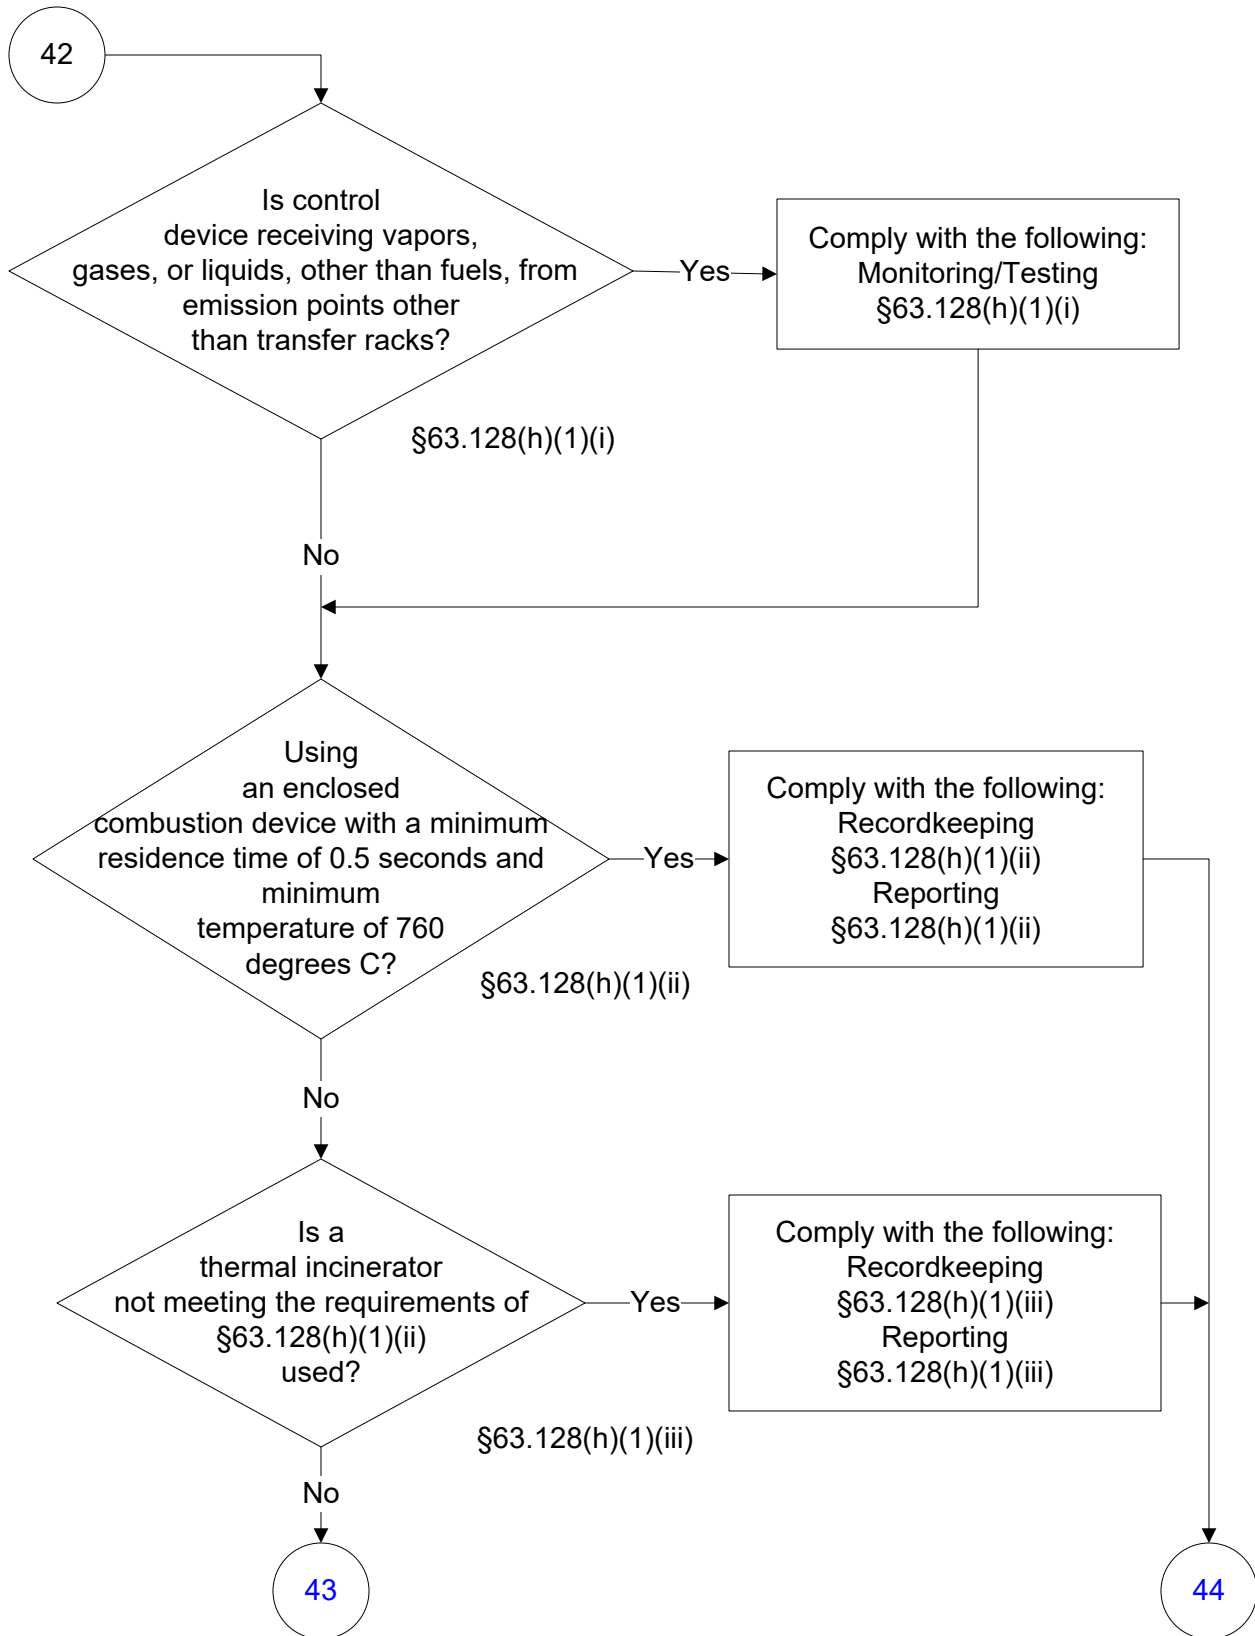 42
Is control
device receiving vapors,
gases, or liquids, other than fuels, from
emission points other
than transfer racks?
Yes
Comply with the following:
Monitoring/Testing
§63.128(h)(1)(i)
§63.128(h)(1)(i)
No
Using
an enclosed
combustion device with a minimum
residence time of 0.5 seconds and
minimum
temperature of 760
degrees C?
Yes
Comply with the following:
Recordkeeping
§63.128(h)(1)(ii)
Reporting
§63.128(h)(1)(ii)
§63.128(h)(1)(ii)
No
Is a
thermal incinerator
not meeting the requirements of
§63.128(h)(1)(ii)
used?
Yes
Comply with the following:
Recordkeeping
§63.128(h)(1)(iii)
Reporting
§63.128(h)(1)(iii)
§63.128(h)(1)(iii)
No
43
44